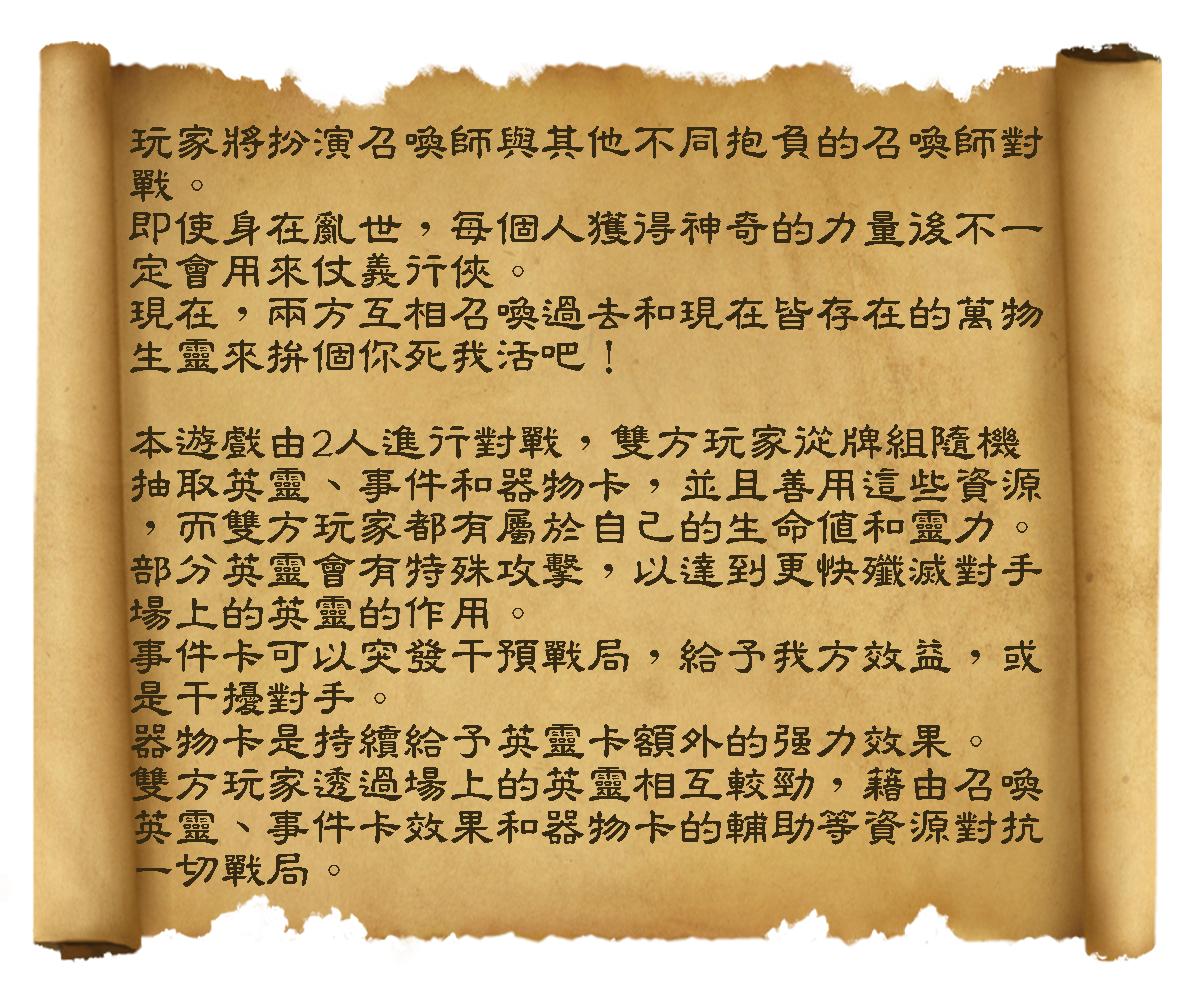 玩家將扮演召喚師與其他不同抱負的召喚師對
戰。
即使身在亂世，每個人獲得神奇的力量後不一
定會用來仗義行俠。
現在，兩方互相召喚過去和現在皆存在的萬物
生靈來拚個你死我活吧！
本遊戲由2人進行對戰，雙方玩家從牌組隨機
抽取英靈、事件和器物卡，並且善用這些資源
，而雙方玩家都有屬於自己的生命值和靈力。
部分英靈會有特殊攻擊，以達到更快殲滅對手
場上的英靈的作用。
事件卡可以突發干預戰局，給予我方效益，或
是干擾對手。
器物卡是持續給予英靈卡額外的強力效果。
雙方玩家透過場上的英靈相互較勁，藉由召喚
英靈、事件卡效果和器物卡的輔助等資源對抗
一切戰局。